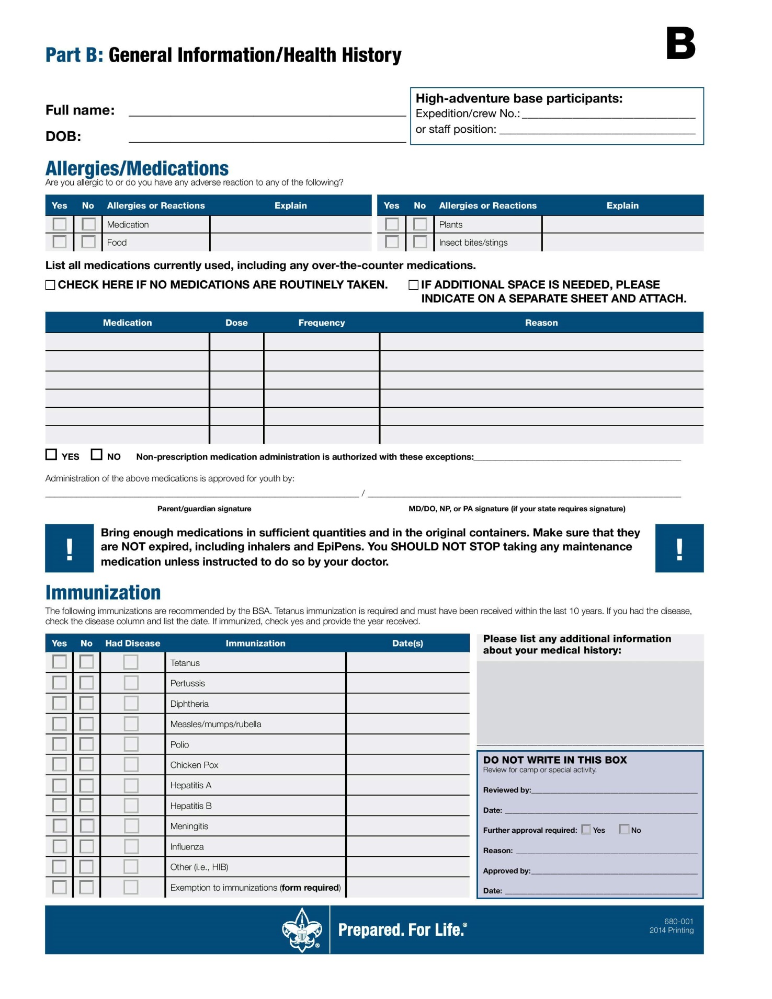 B
Part B: General Information/Health History
Full name:
DOB:
High-adventure base participants:
Expedition/crew No.:
or staff position:
Allergies/Medications
Are you allergic to or do you have any adverse reaction to any of the following?
Yes No Allergies or Reactions Explain
Medication
Food
Yes No Allergies or Reactions Explain
Plants
Insect bites/stings
List all medications currently used, including any over-the-counter medications.
CHECK HERE IF NO MEDICATIONS ARE ROUTINELY TAKEN.
IF ADDITIONAL SPACE IS NEEDED, PLEASE
INDICATE ON A SEPARATE SHEET AND ATTACH.
Medication Dose Frequency Reason
YES NO Non-prescription medication administration is authorized with these exceptions:
Administration of the above medications is approved for youth by:
/
Parent/guardian signature MD/DO, NP, or PA signature (if your state requires signature)
! !
Bring enough medications in sufficient quantities and in the original containers. Make sure that they
are NOT expired, including inhalers and EpiPens. You SHOULD NOT STOP taking any maintenance
medication unless instructed to do so by your doctor.
Immunization
The following immunizations are recommended by the BSA. Tetanus immunization is required and must have been received within the last 10 years. If you had the disease,
check the disease column and list the date. If immunized, check yes and provide the year received.
Yes No Had Disease Immunization Date(s)
Tetanus
Pertussis
Diphtheria
Measles/mumps/rubella
Polio
Chicken Pox
Hepatitis A
Hepatitis B
Meningitis
Influenza
Other (i.e., HIB)
Exemption to immunizations (form required)
Please list any additional information
about your medical history:
DO NOT WRITE IN THIS BOX
Review for camp or special activity.
Reviewed by:
Date:
Further approval required: Yes No
Reason:
Approved by:
Date:
Prepared. For Life.®
680-001
2014 Printing